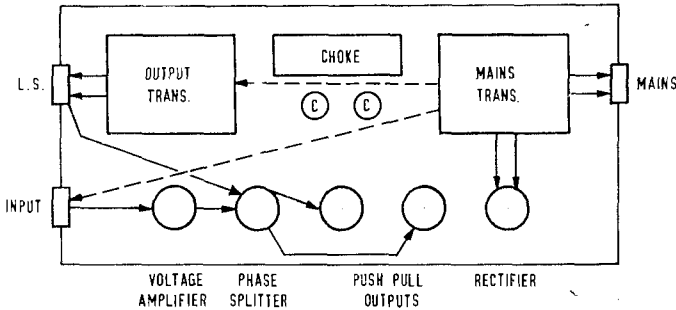 CHOKE
OUTPUT
TRANS.
MAINS
TRANS.
L.S.
MAINS
C
C
INPUT
VOLTAGE
AMPLIFIER
PHASE
SPLITTER
PUSH PULL
OUTPUTS
RECTIFIER